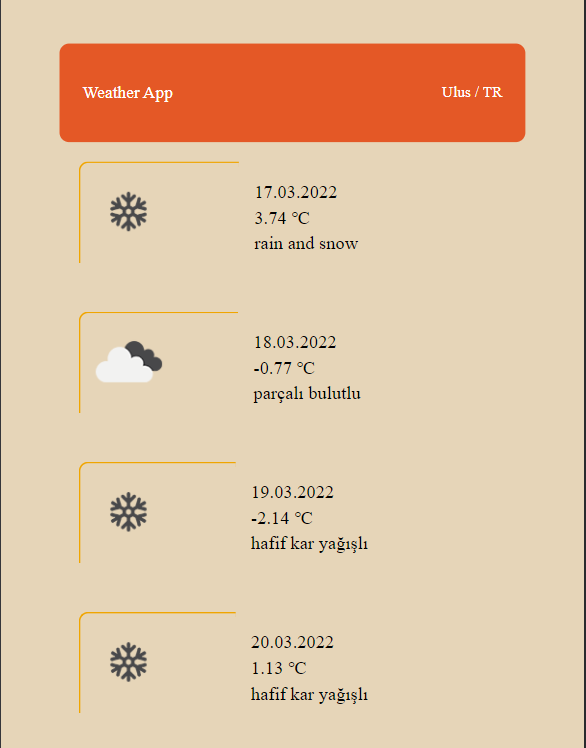 Weather App
Ulus / TR
17.03.2022
3.74 °C
rain and snow
18.03.2022
-0.77 °C
parçalı bulutlu
19.03.2022
-2.14 °C
hafif kar yağışlı
20.03.2022
1.13 °C
hafif kar yağışlı